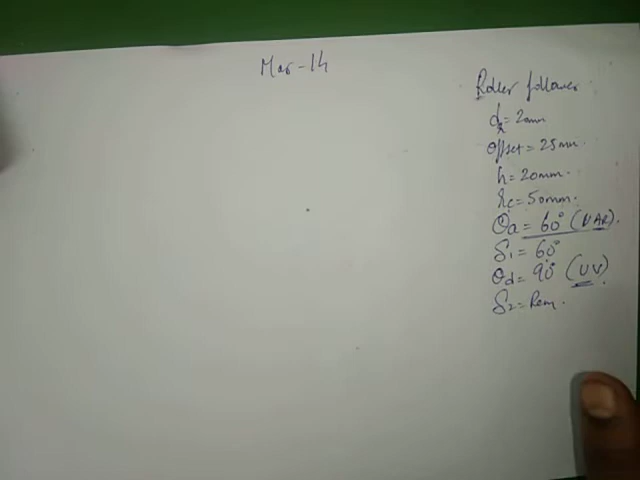 Mar-14
Roller follower
dR = 20mm
Offset = 25mm.
h = 20mm.
rc = 50mm.
θa = 60° (UAR).
δ1 = 60°
θd = 90° (UV)
δ2 = Rem.